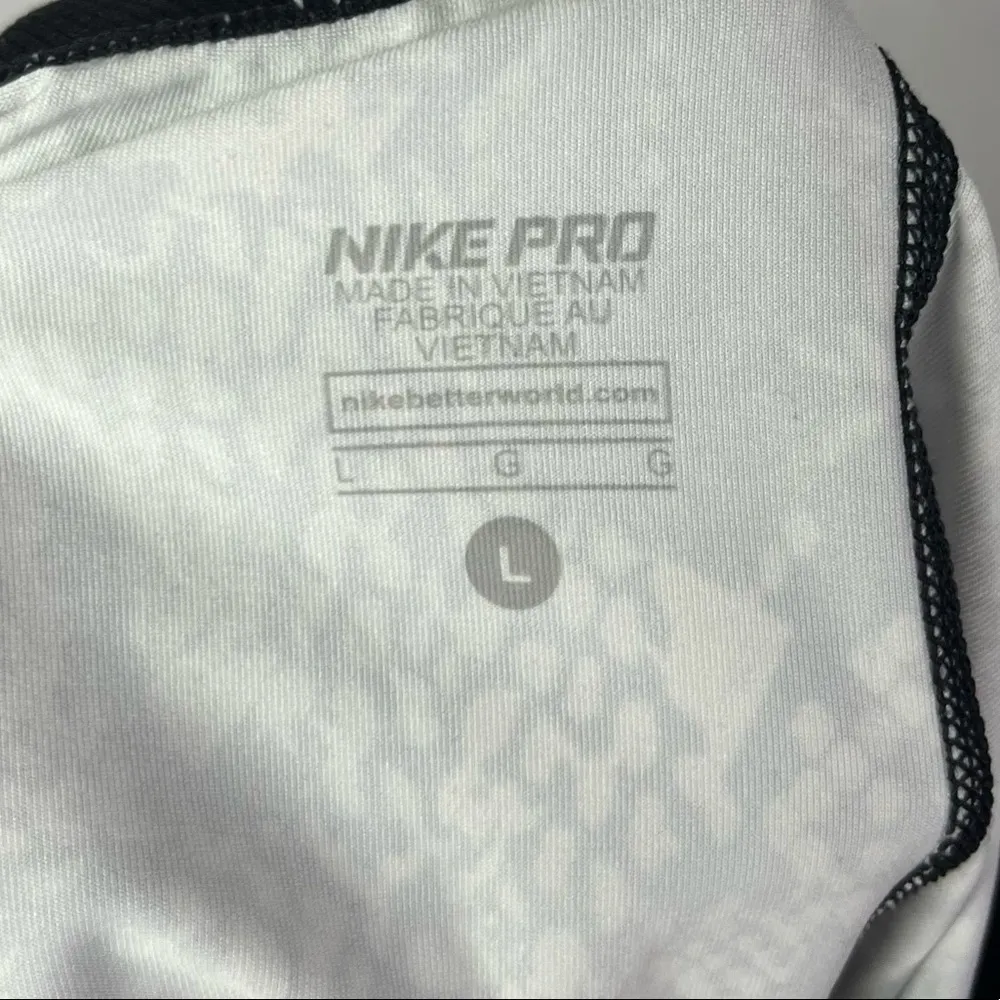 NIKE PRO
MADE IN VIETNAM
FABRIQUE AU
VIETNAM
nikebetterworld.com
L G G
L